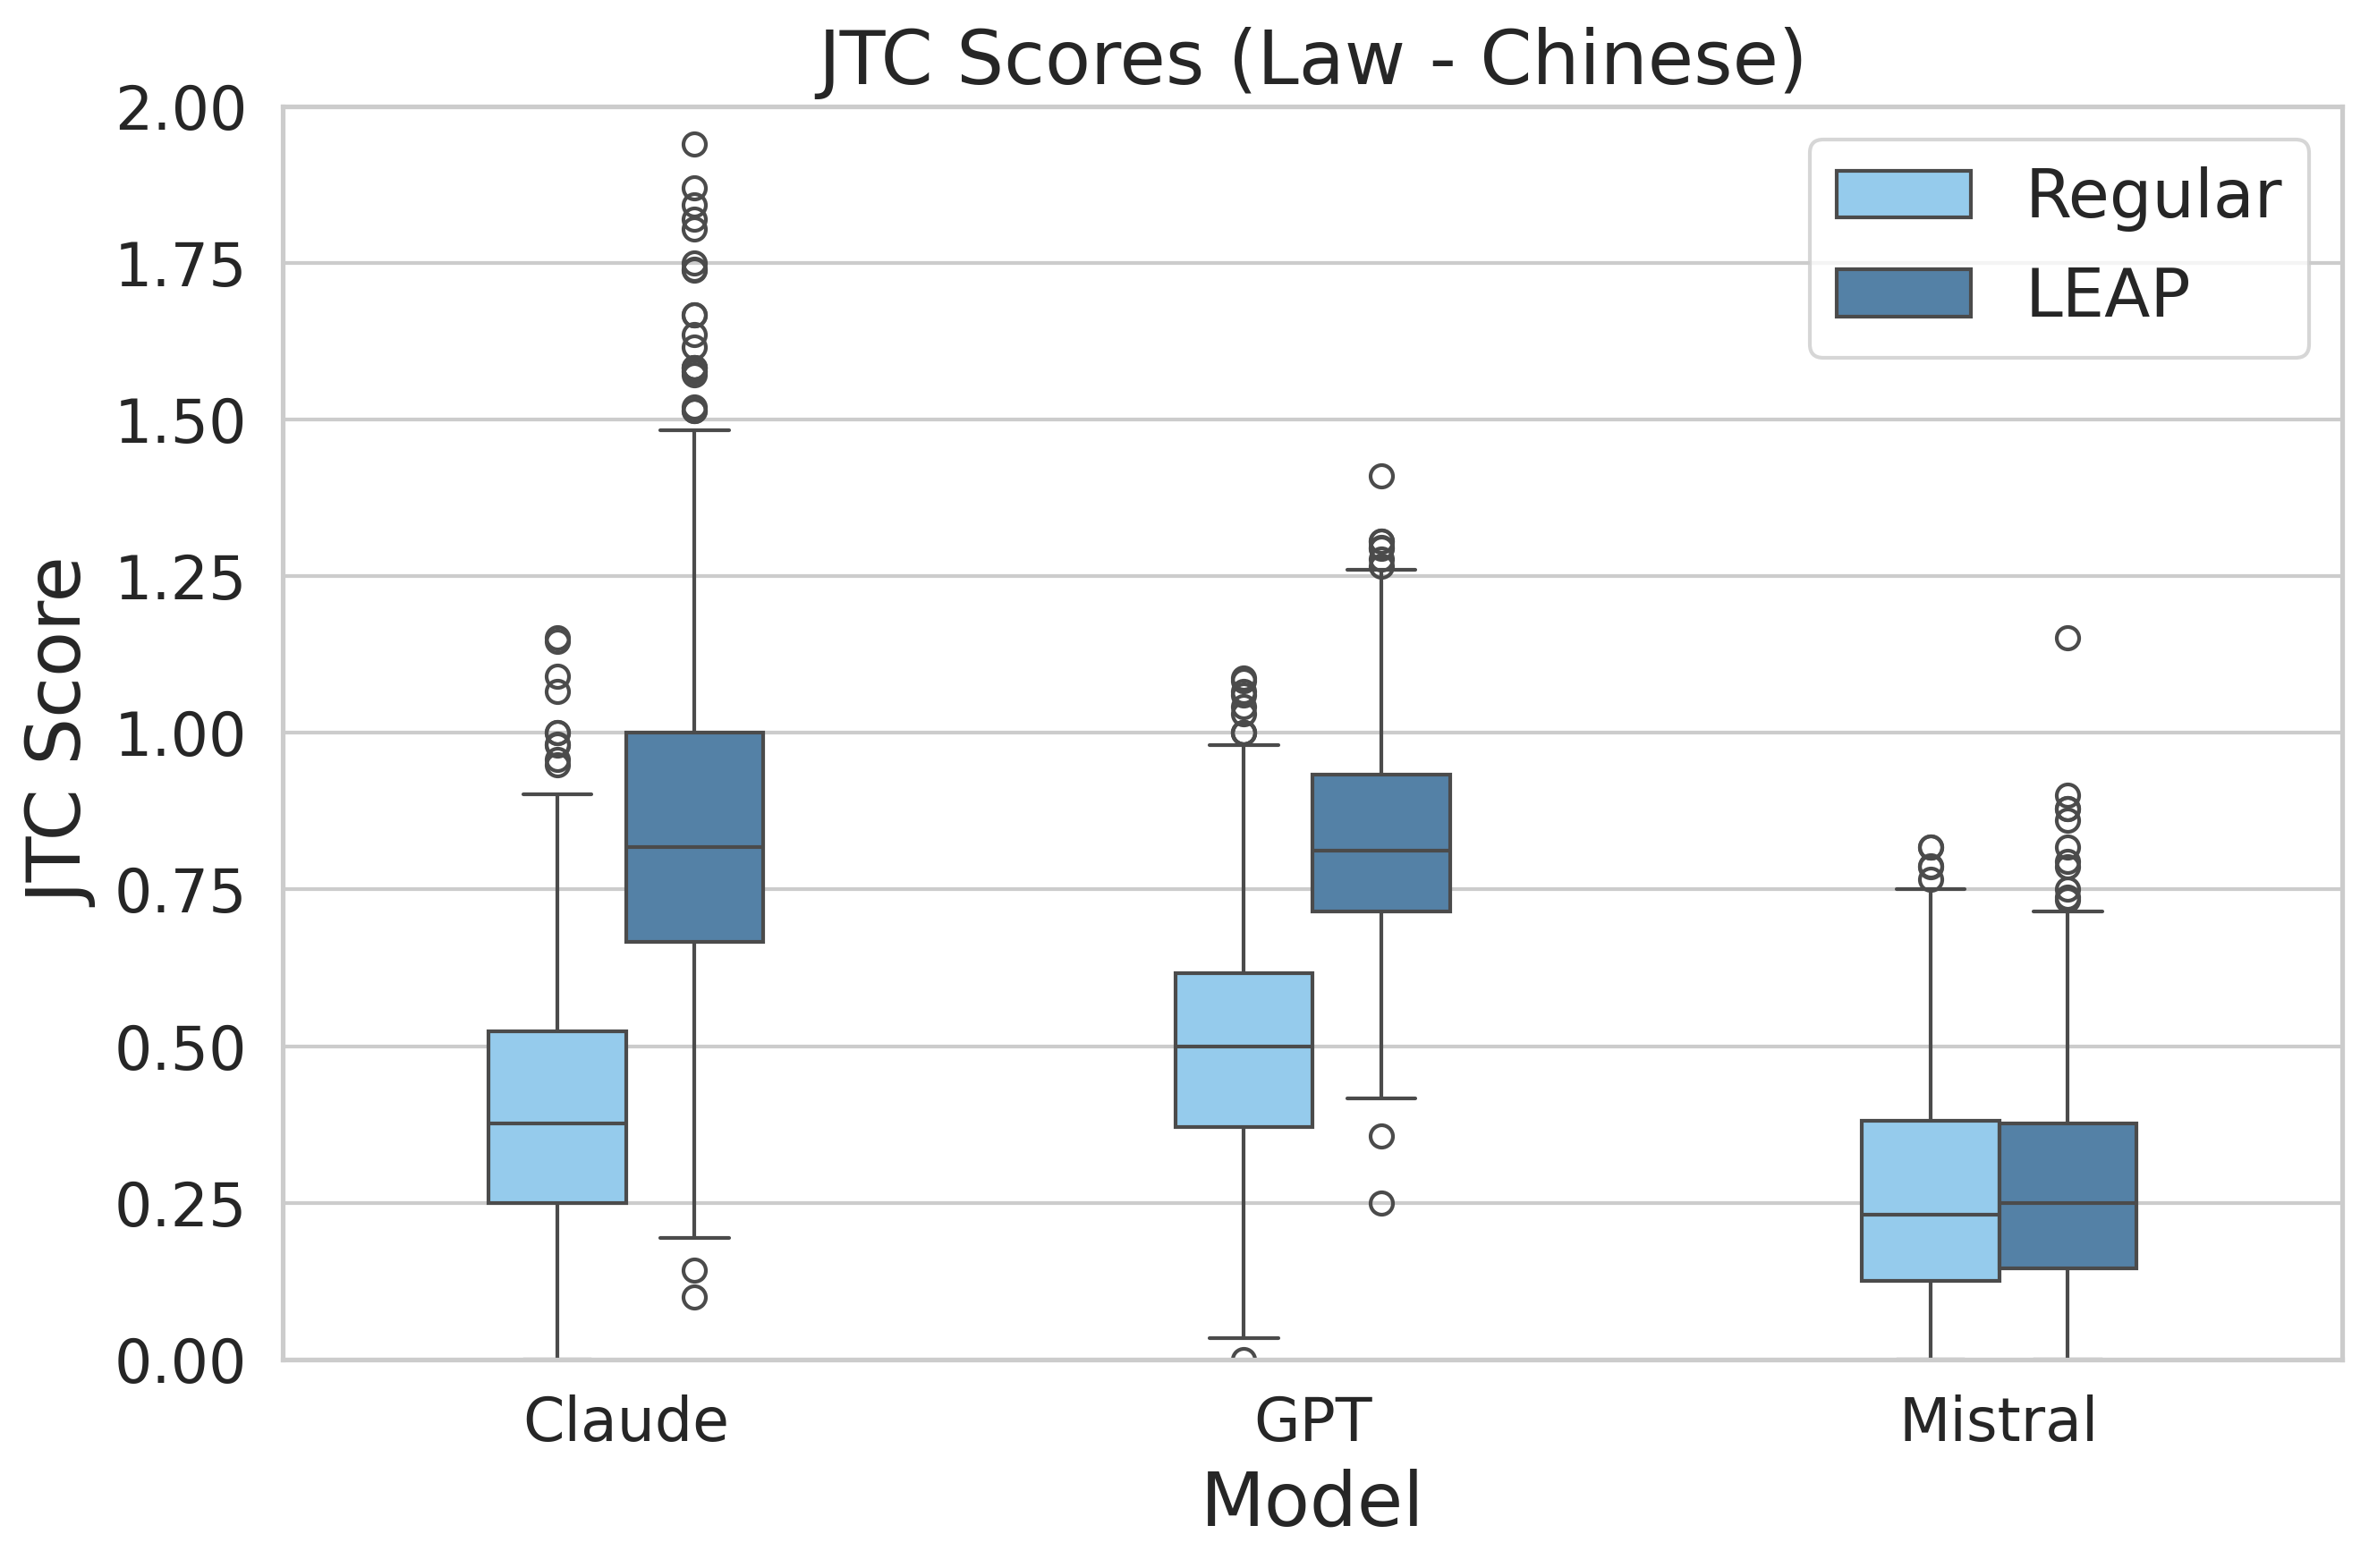 JTC Scores (Law - Chinese)
2.00
1.75
1.50
1.25
1.00
0.75
0.50
0.25
0.00
JTC Score
Regular
LEAP
Claude
GPT
Mistral
Model